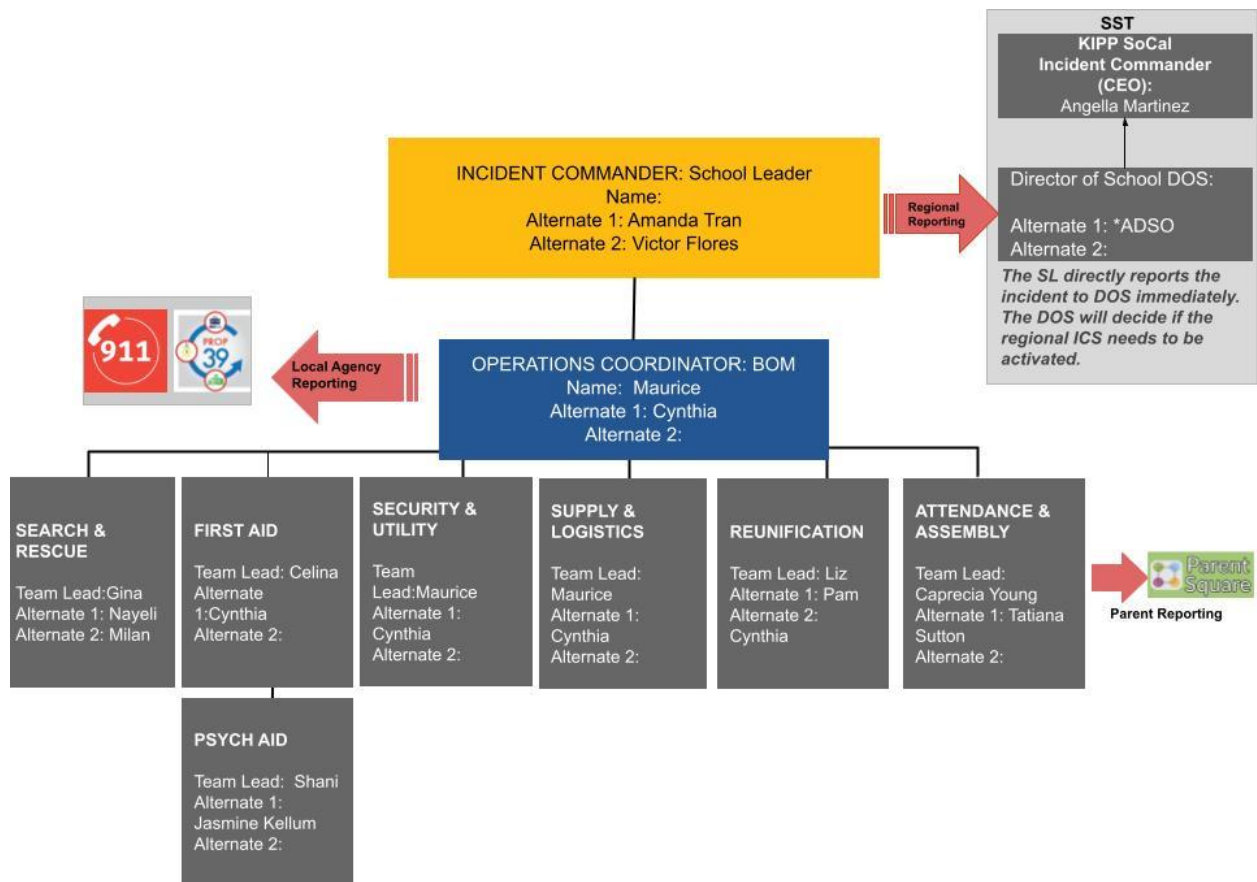 SST
KIPP SoCal
Incident Commander
(CEO):
Angella Martinez
INCIDENT COMMANDER: School Leader
Name:
Alternate 1: Amanda Tran
Alternate 2: Victor Flores
Regional
Reporting
Director of School DOS:
Alternate 1: *ADSO
Alternate 2:
The SL directly reports the
incident to DOS immediately.
The DOS will decide if the
regional ICS needs to be
activated.
911
PROP
39
Local Agency
Reporting
OPERATIONS COORDINATOR: BOM
Name:  Maurice
Alternate 1: Cynthia
Alternate 2:
SEARCH &
RESCUE
Team Lead:Gina
Alternate 1: Nayeli
Alternate 2: Milan
FIRST AID
Team Lead: Celina
Alternate
1:Cynthia
Alternate 2:
SECURITY &
UTILITY
Team
Lead:Maurice
Alternate 1:
Cynthia
Alternate 2:
SUPPLY &
LOGISTICS
Team Lead:
Maurice
Alternate 1:
Cynthia
Alternate 2:
REUNIFICATION
Team Lead: Liz
Alternate 1: Pam
Alternate 2:
Cynthia
ATTENDANCE &
ASSEMBLY
Team Lead:
Caprecia Young
Alternate 1: Tatiana
Sutton
Alternate 2:
Parent
Square
Parent Reporting
PSYCH AID
Team Lead:  Shani
Alternate 1:
Jasmine Kellum
Alternate 2: